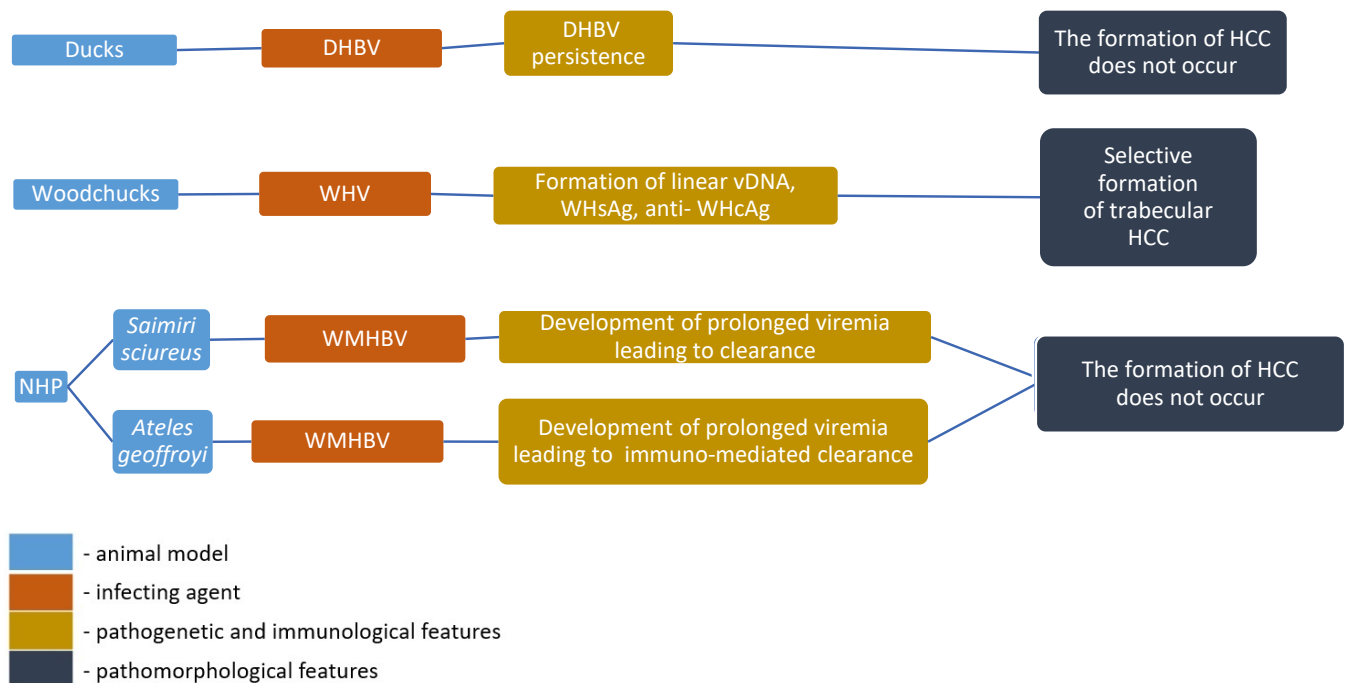 Ducks
DHBV
DHBV
persistence
The formation of HCC
does not occur
Woodchucks
WHV
Formation of linear vDNA,
WHsAg, anti- WHcAg
Selective
formation
of trabecular
HCC
NHP
Saimiri
sciureus
WMHBV
Development of prolonged viremia
leading to clearance
Ateles
geoffroyi
WMHBV
Development of prolonged viremia
leading to  immuno-mediated clearance
The formation of HCC
does not occur
- animal model
- infecting agent
- pathogenetic and immunological features
- pathomorphological features